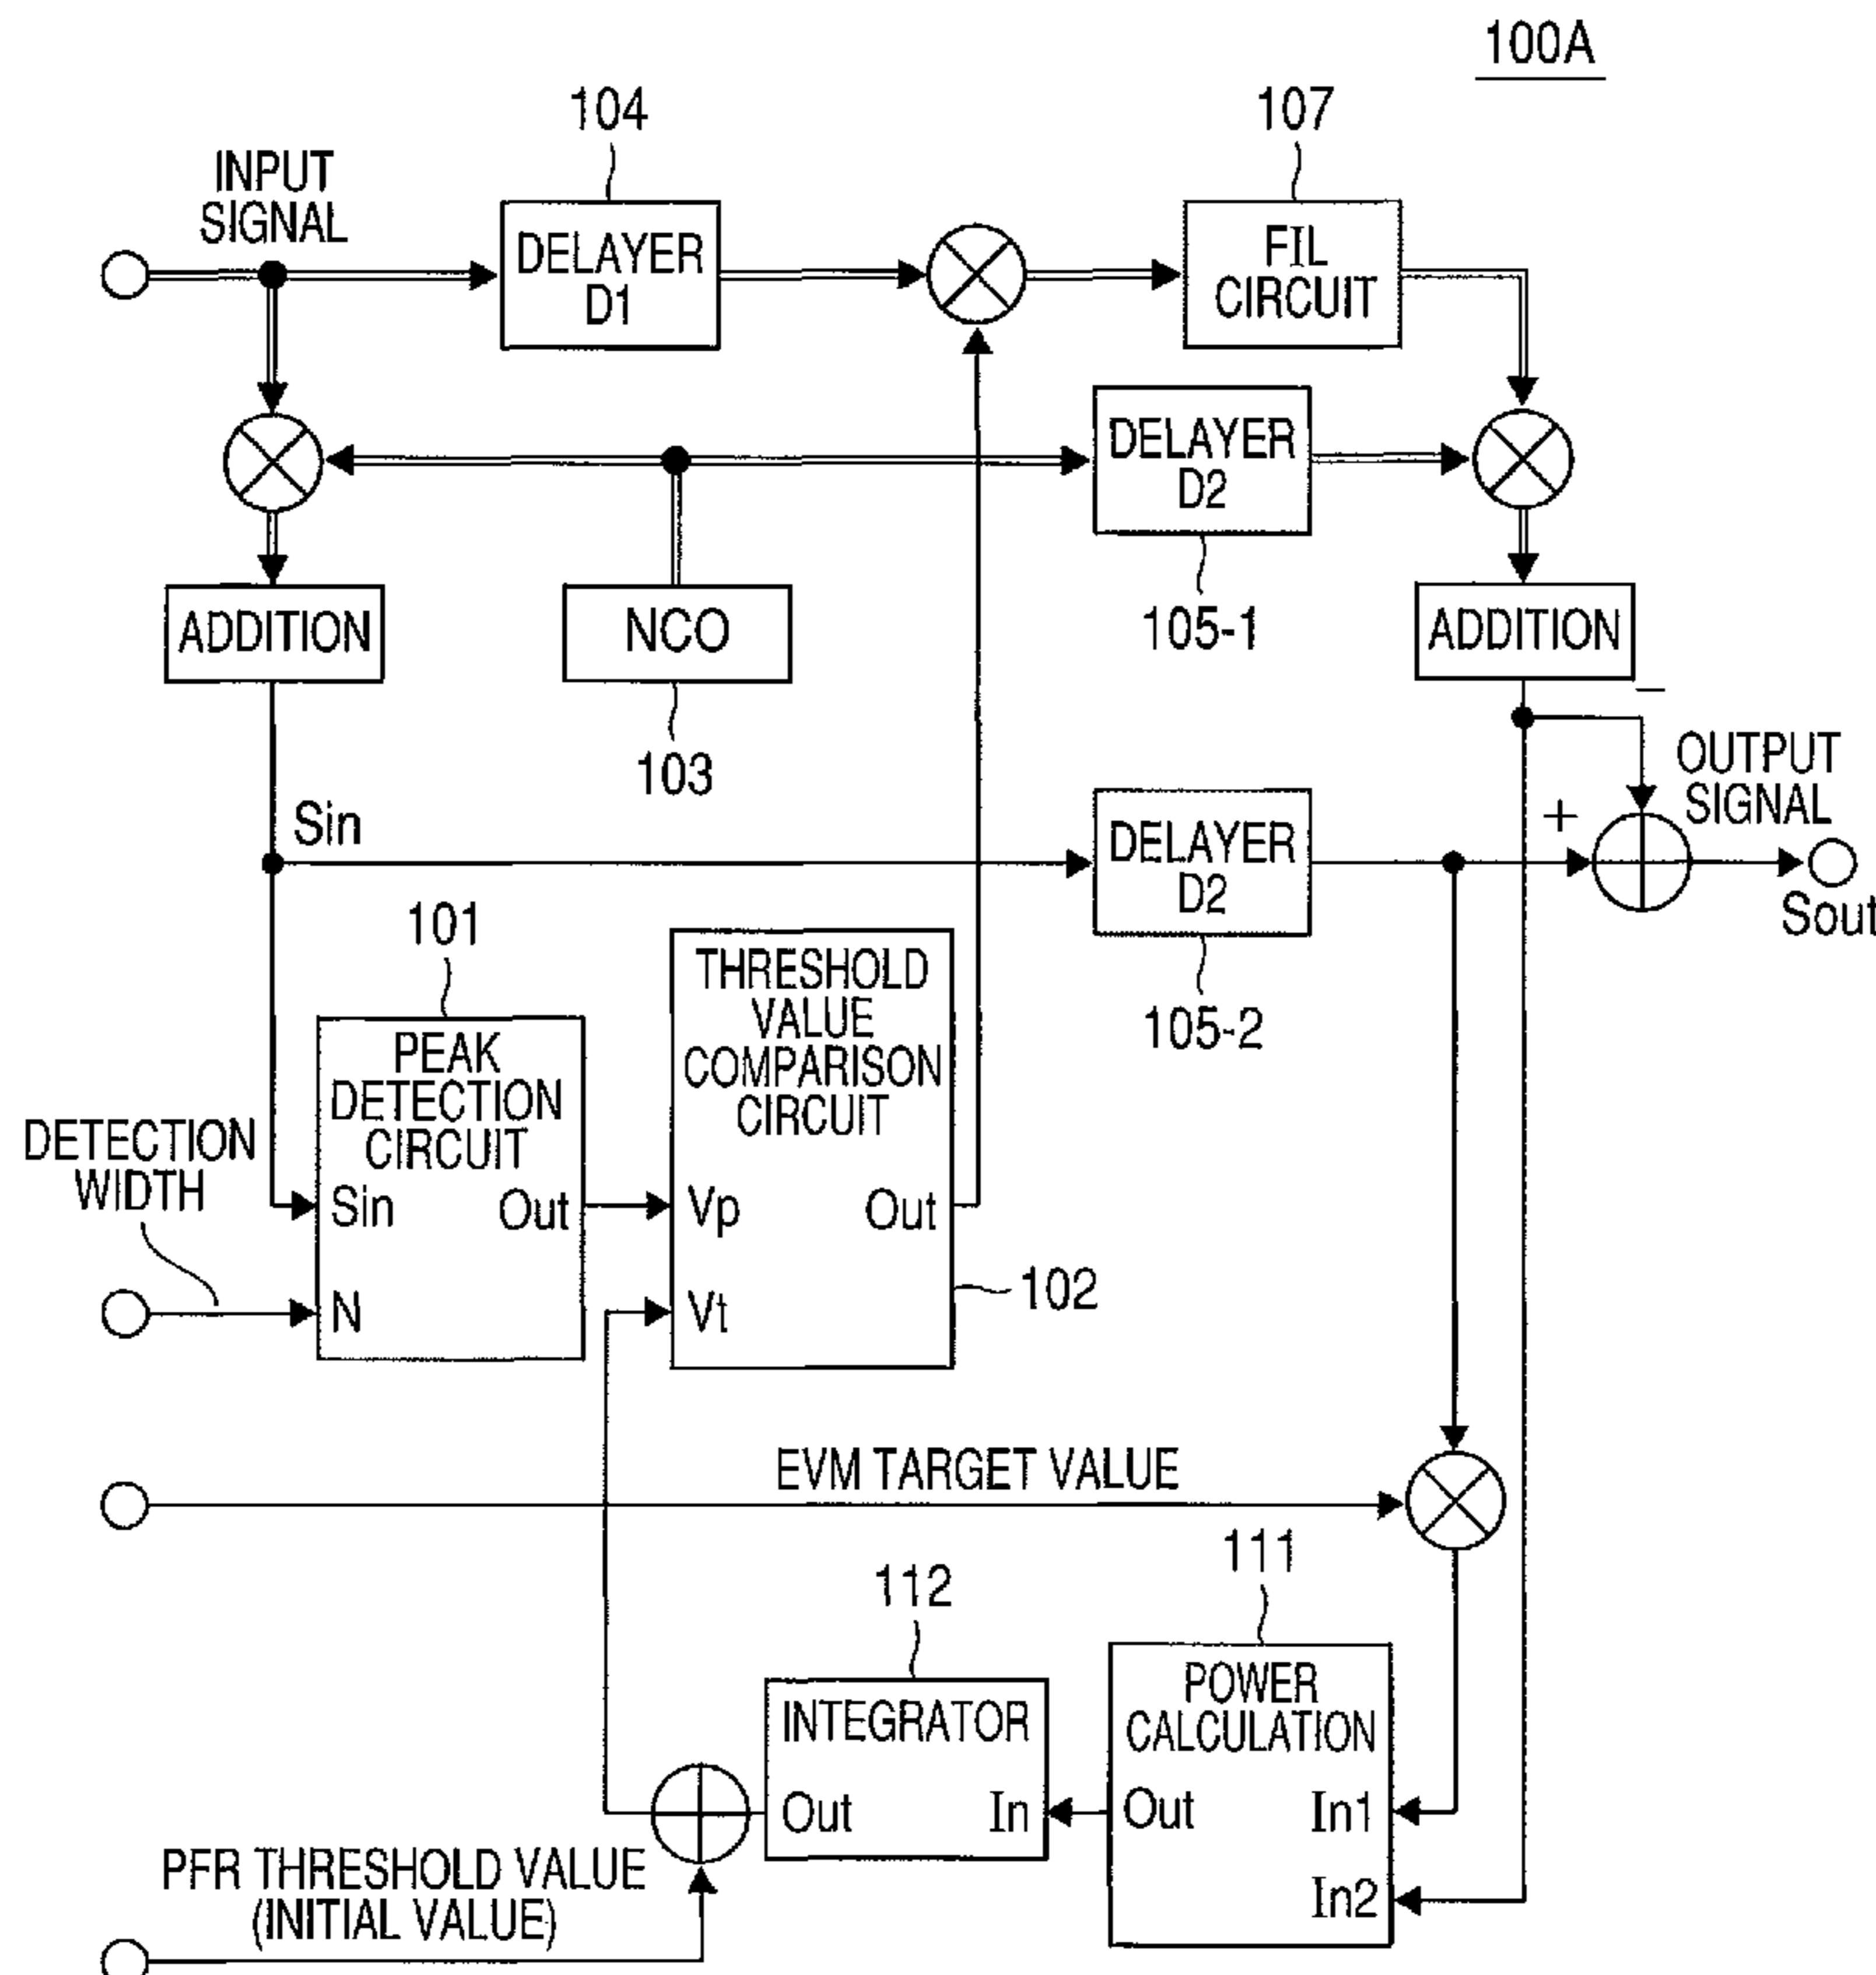 100A
104
107
INPUT
SIGNAL
DELAYER
D1
FIL
CIRCUIT
DELAYER
D2
105-1
ADDITION
NCO
103
ADDITION
−
Sin
DELAYER
D2
105-2
+
OUTPUT
SIGNAL
Sout
101
PEAK
DETECTION
CIRCUIT
Sin
Out
N
THRESHOLD
VALUE
COMPARISON
CIRCUIT
Vp
Out
Vt
102
DETECTION
WIDTH
EVM TARGET VALUE
111
112
POWER
CALCULATION
Out
In1
In2
INTEGRATOR
Out
In
PFR THRESHOLD VALUE
(INITIAL VALUE)